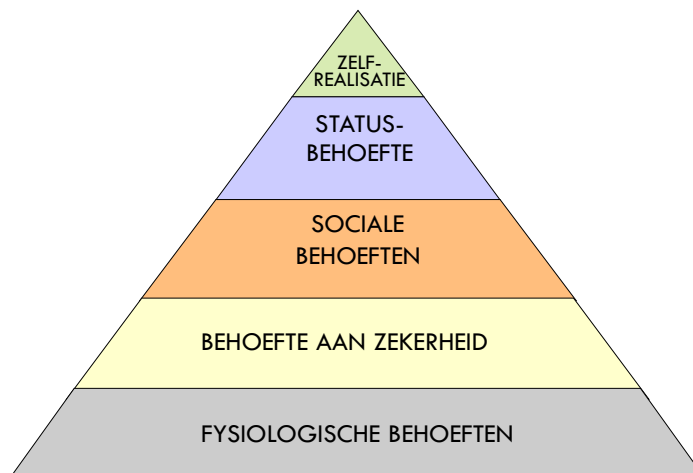 ZELF-
REALISATIE
STATUS-
BEHOEFTE
SOCIALE
BEHOEFTEN
BEHOEFTE AAN ZEKERHEID
FYSIOLOGISCHE BEHOEFTEN